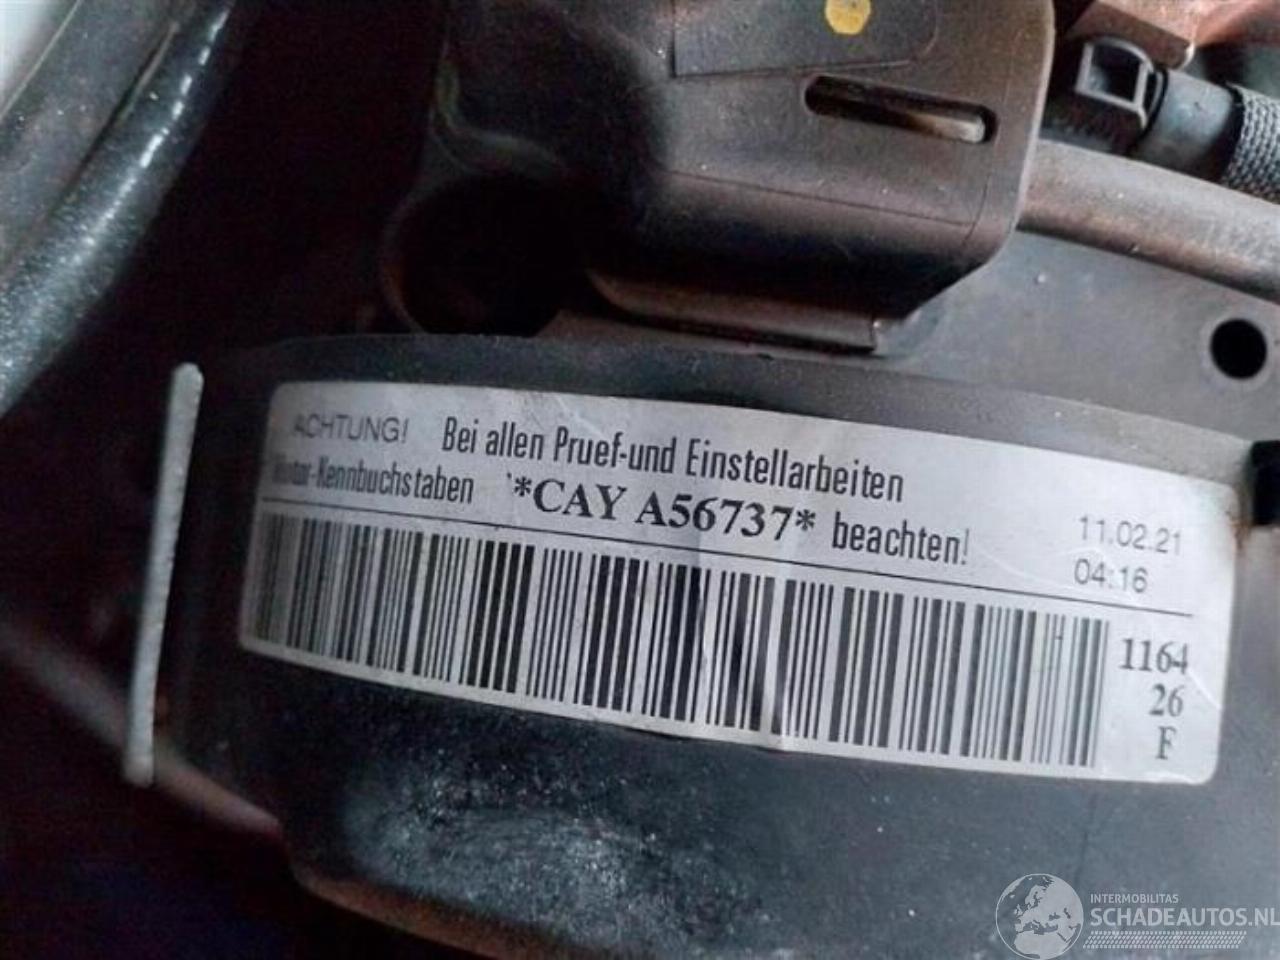 ACHTUNG! Bei allen Pruef-und Einstellarbeiten
Motor-Kennbuchstaben *CAY A56737* beachten!
11.02.21
04:16
1164
26
F
INTERMOBILITAS
SCHADEAUTOS.NL